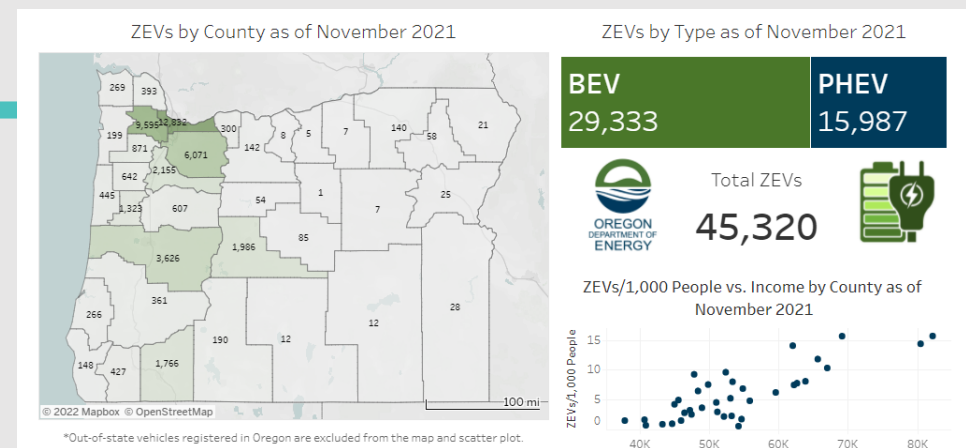 ZEVs by County as of November 2021
269
393
9,595
12,892
300
8
5
7
140
58
21
199
871
6,071
142
2,155
642
445
1,323
607
54
1
7
25
1,986
85
3,626
361
266
28
12
12
190
148
427
1,766
100 mi
© 2022 Mapbox © OpenStreetMap
*Out-of-state vehicles registered in Oregon are excluded from the map and scatter plot.
ZEVs by Type as of November 2021
BEV
29,333
PHEV
15,987
OREGON
DEPARTMENT OF
ENERGY
Total ZEVs
45,320
ZEVs/1,000 People vs. Income by County as of
November 2021
ZEVs/1,000 People
15
10
5
0
40K
50K
60K
70K
80K